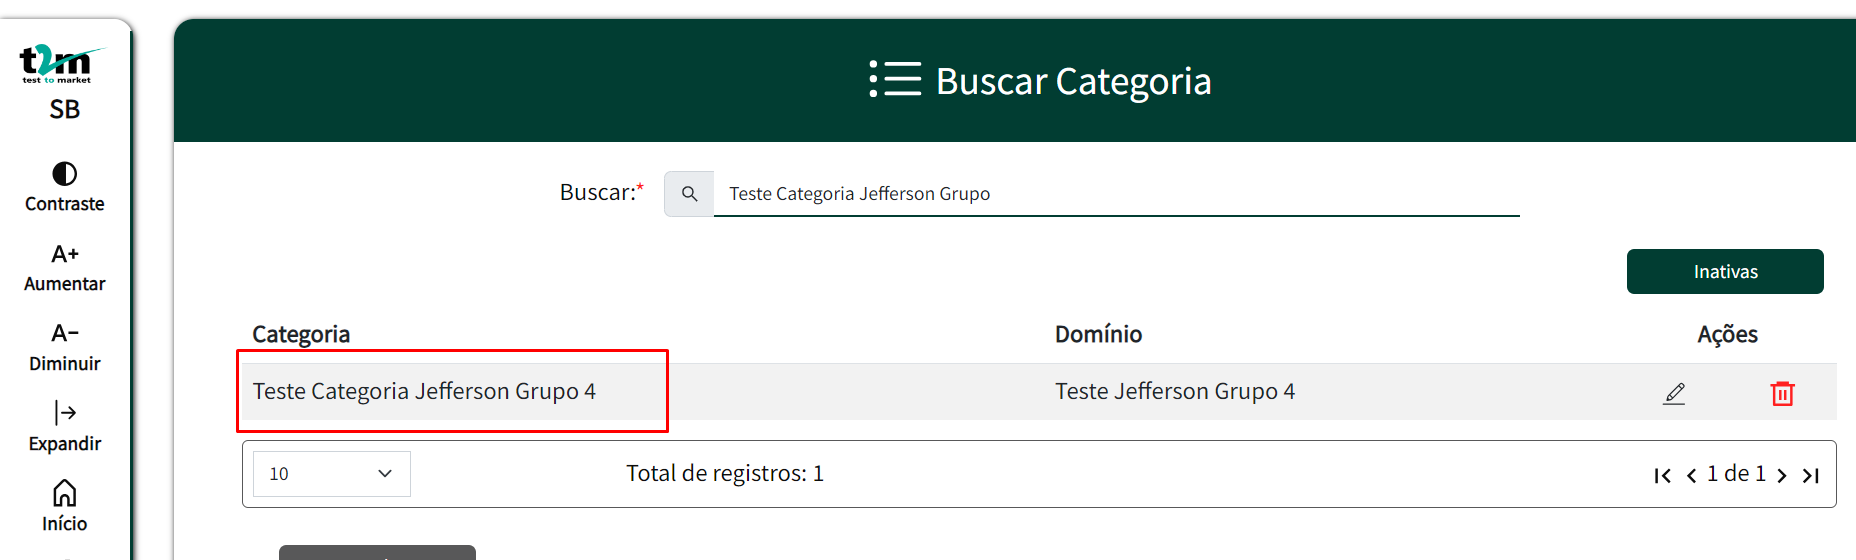 t2m
test to market
SB
Contraste
A+
Aumentar
A-
Diminuir
Expandir
Início
Buscar Categoria
Buscar:*
Teste Categoria Jefferson Grupo
Inativas
Categoria Domínio Ações
Teste Categoria Jefferson Grupo 4 Teste Jefferson Grupo 4
10 Total de registros: 1 1 de 1